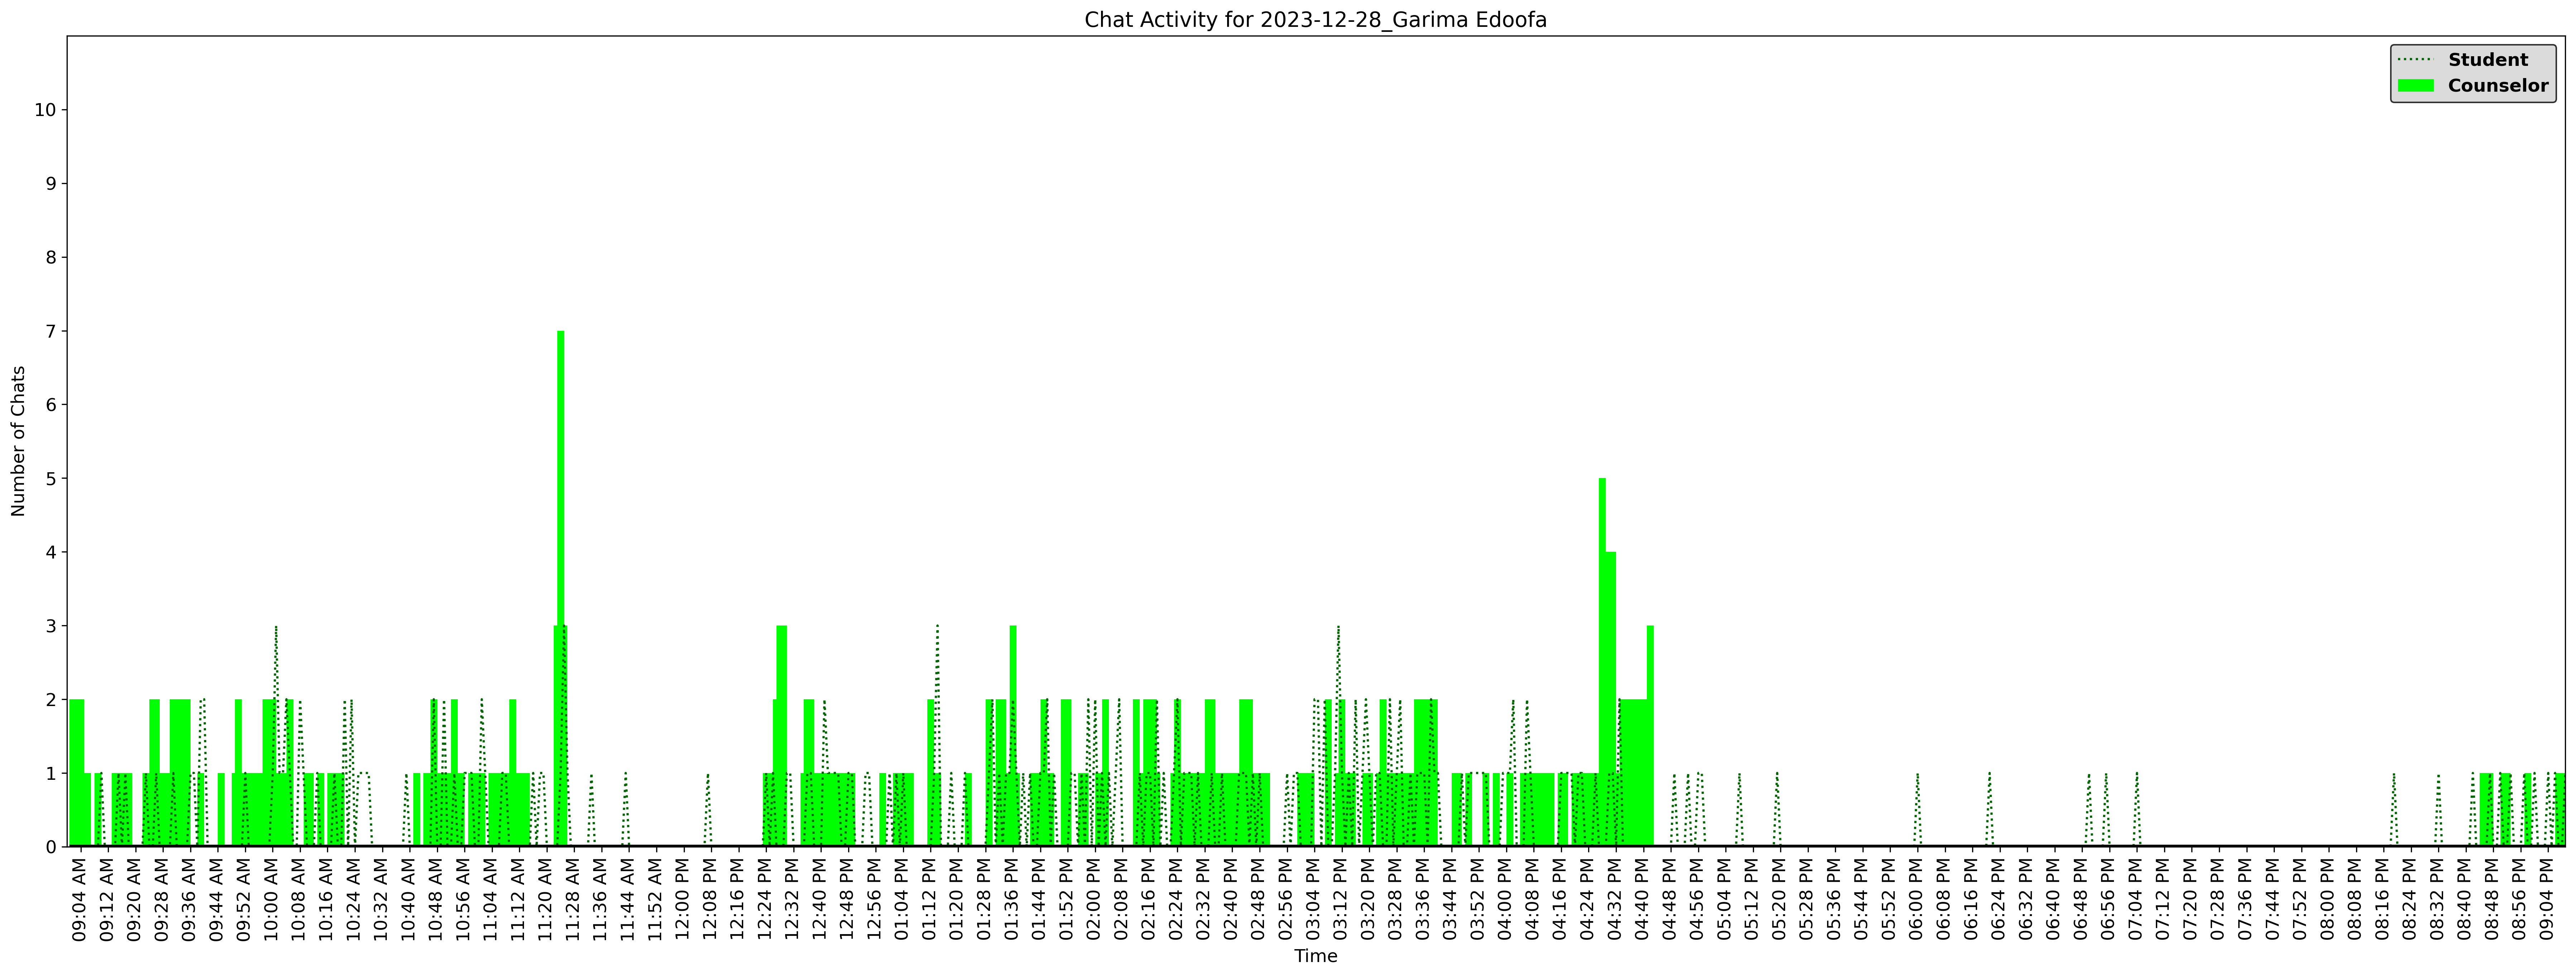 Chat Activity for 2023-12-28_Garima Edoofa
Student
Counselor
Number of Chats
10
9
8
7
6
5
4
3
2
1
0
09:04 AM
09:12 AM
09:20 AM
09:28 AM
09:36 AM
09:44 AM
09:52 AM
10:00 AM
10:08 AM
10:16 AM
10:24 AM
10:32 AM
10:40 AM
10:48 AM
10:56 AM
11:04 AM
11:12 AM
11:20 AM
11:28 AM
11:36 AM
11:44 AM
11:52 AM
12:00 PM
12:08 PM
12:16 PM
12:24 PM
12:32 PM
12:40 PM
12:48 PM
12:56 PM
01:04 PM
01:12 PM
01:20 PM
01:28 PM
01:36 PM
01:44 PM
01:52 PM
02:00 PM
02:08 PM
02:16 PM
02:24 PM
02:32 PM
02:40 PM
02:48 PM
02:56 PM
03:04 PM
03:12 PM
03:20 PM
03:28 PM
03:36 PM
03:44 PM
03:52 PM
04:00 PM
04:08 PM
04:16 PM
04:24 PM
04:32 PM
04:40 PM
04:48 PM
04:56 PM
05:04 PM
05:12 PM
05:20 PM
05:28 PM
05:36 PM
05:44 PM
05:52 PM
06:00 PM
06:08 PM
06:16 PM
06:24 PM
06:32 PM
06:40 PM
06:48 PM
06:56 PM
07:04 PM
07:12 PM
07:20 PM
07:28 PM
07:36 PM
07:44 PM
07:52 PM
08:00 PM
08:08 PM
08:16 PM
08:24 PM
08:32 PM
08:40 PM
08:48 PM
08:56 PM
09:04 PM
Time